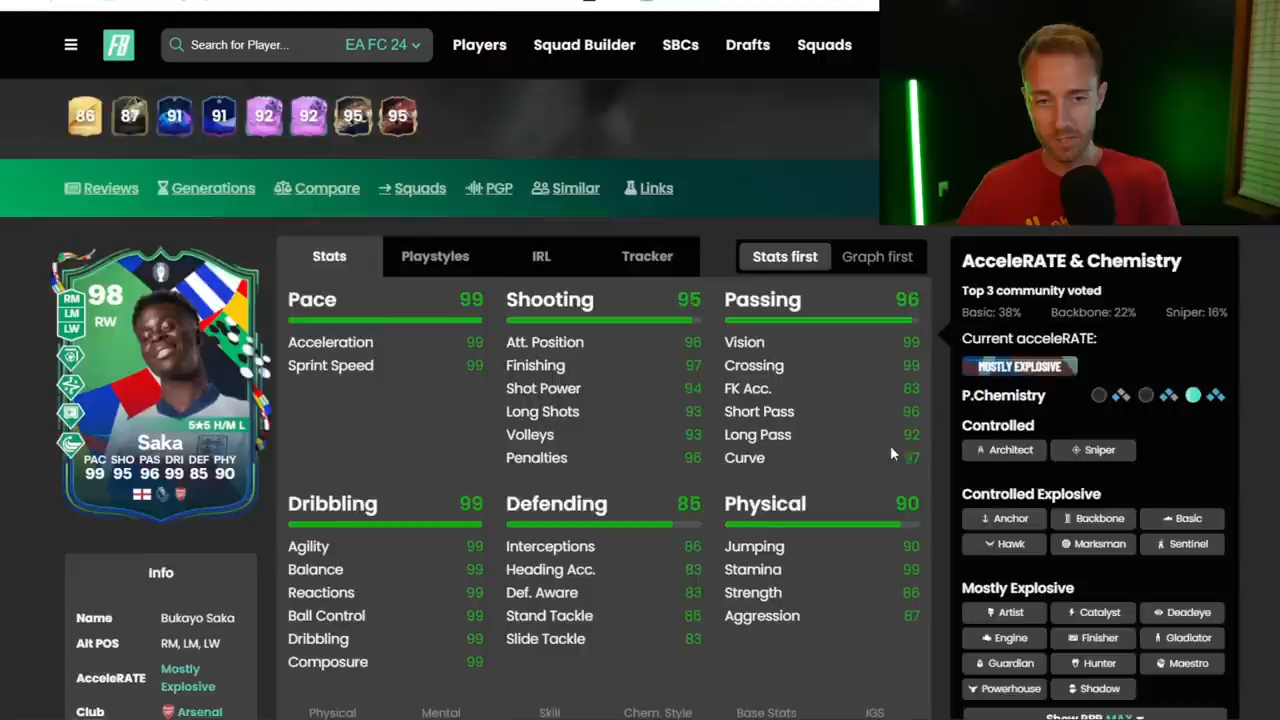 FB
Search for Player...
EA FC 24
Players
Squad Builder
SBCs
Drafts
Squads
86
87
91
91
92
92
95
95
Reviews
Generations
Compare
Squads
PGP
Similar
Links
98
RW
RM
LM
LW
5★5 H/M L
Saka
PAC SHO PAS DRI DEF PHY
99 95 96 99 85 90
Info
Name Bukayo Saka
Alt POS RM, LM, LW
AcceleRATE Mostly Explosive
Club Arsenal
Stats
Playstyles
IRL
Tracker
Stats first
Graph first
Pace 99
Acceleration 99
Sprint Speed 99
Shooting 95
Att. Position 96
Finishing 97
Shot Power 94
Long Shots 93
Volleys 93
Penalties 96
Passing 96
Vision 99
Crossing 99
FK Acc. 83
Short Pass 96
Long Pass 92
Curve 97
Dribbling 99
Agility 99
Balance 99
Reactions 99
Ball Control 99
Dribbling 99
Composure 99
Defending 85
Interceptions 86
Heading Acc. 83
Def. Aware 83
Stand Tackle 86
Slide Tackle 83
Physical 90
Jumping 90
Stamina 99
Strength 86
Aggression 87
Physical
Mental
Skill
Chem. Style
Base Stats
IGS
AcceleRATE & Chemistry
Top 3 community voted
Basic: 38% Backbone: 22% Sniper: 16%
Current acceleRATE:
MOSTLY EXPLOSIVE
P.Chemistry
Controlled
Architect
Sniper
Controlled Explosive
Anchor
Backbone
Basic
Hawk
Marksman
Sentinel
Mostly Explosive
Artist
Catalyst
Deadeye
Engine
Finisher
Gladiator
Guardian
Hunter
Maestro
Powerhouse
Shadow
Show RPP MAX